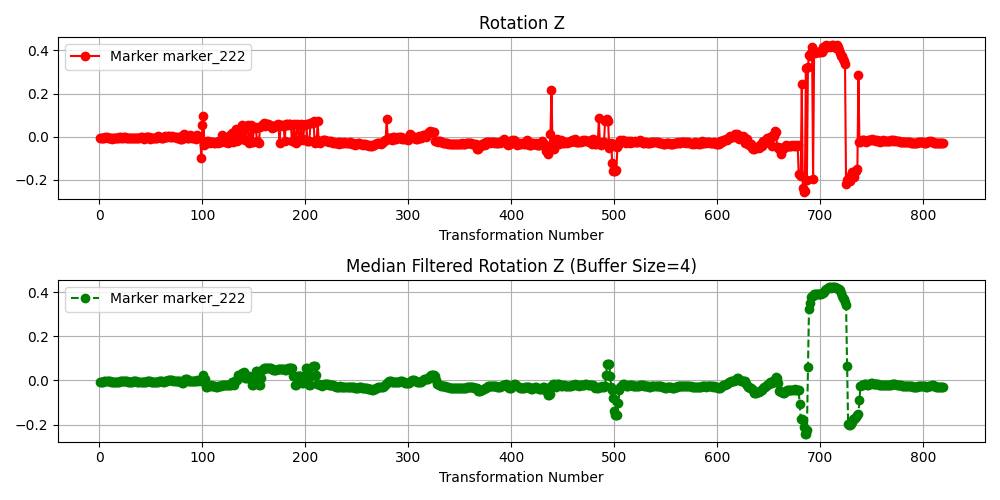 Rotation Z
Marker marker_222
0.4
0.2
0.0
−0.2
0 100 200 300 400 500 600 700 800
Transformation Number
Median Filtered Rotation Z (Buffer Size=4)
Marker marker_222
0.4
0.2
0.0
−0.2
0 100 200 300 400 500 600 700 800
Transformation Number